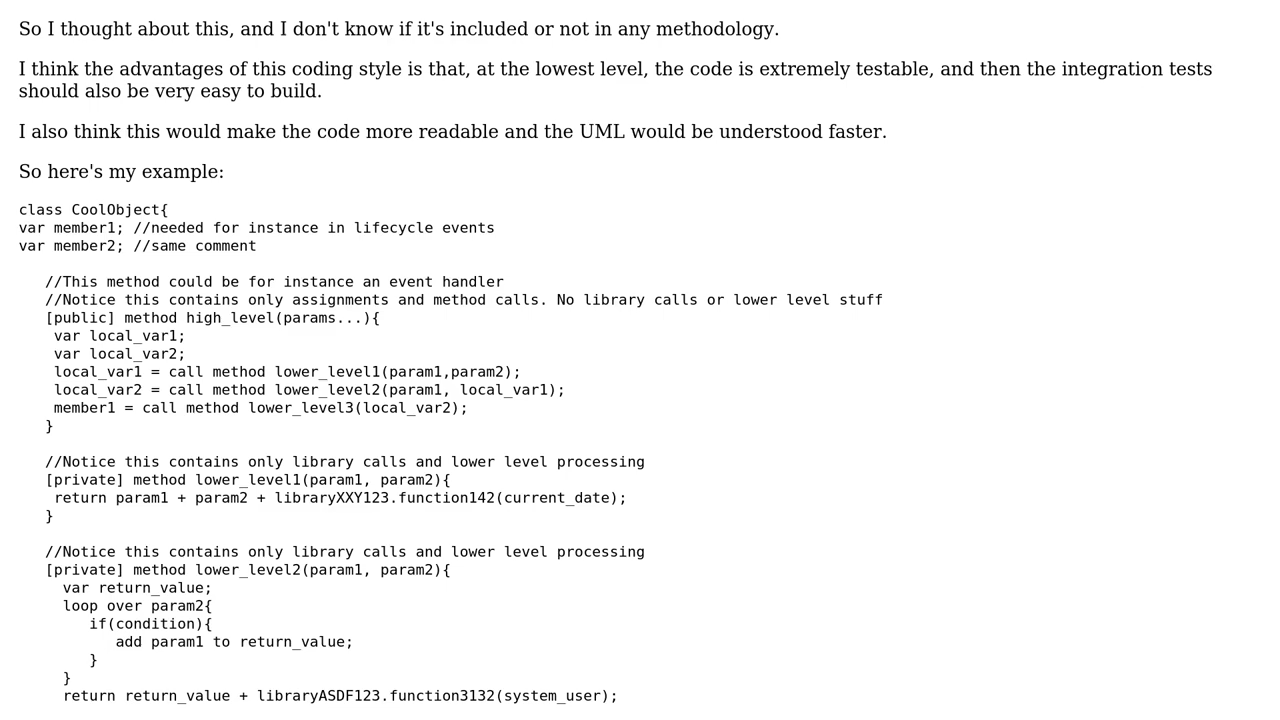 So I thought about this, and I don't know if it's included or not in any methodology.
I think the advantages of this coding style is that, at the lowest level, the code is extremely testable, and then the integration tests
should also be very easy to build.
I also think this would make the code more readable and the UML would be understood faster.
So here's my example:
class CoolObject{
var member1; //needed for instance in lifecycle events
var member2; //same comment
   //This method could be for instance an event handler
   //Notice this contains only assignments and method calls. No library calls or lower level stuff
   [public] method high_level(params...){
    var local_var1;
    var local_var2;
    local_var1 = call method lower_level1(param1,param2);
    local_var2 = call method lower_level2(param1, local_var1);
    member1 = call method lower_level3(local_var2);
   }
   //Notice this contains only library calls and lower level processing
   [private] method lower_level1(param1, param2){
    return param1 + param2 + libraryXXY123.function142(current_date);
   }
   //Notice this contains only library calls and lower level processing
   [private] method lower_level2(param1, param2){
     var return_value;
     loop over param2{
        if(condition){
           add param1 to return_value;
        }
     }
     return return_value + libraryASDF123.function3132(system_user);